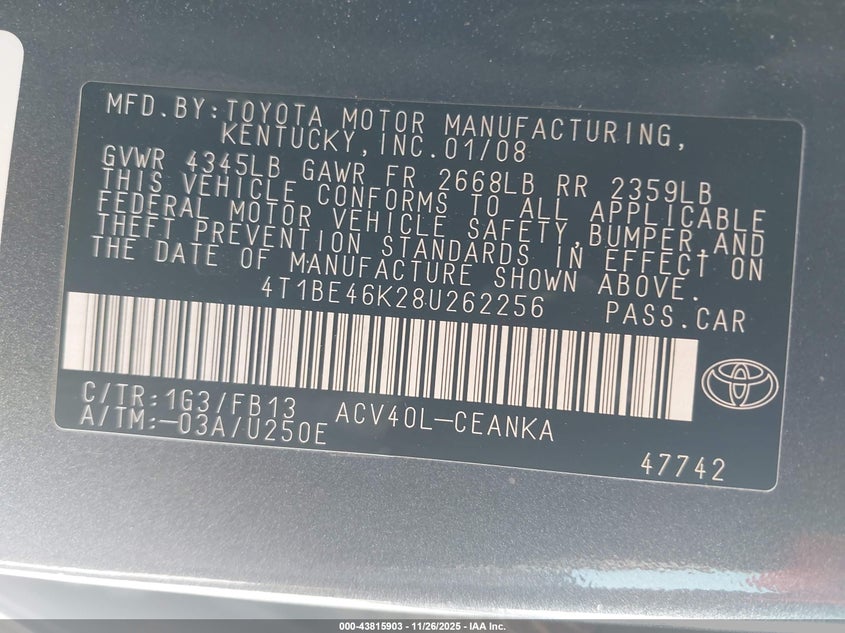 MFD.BY:TOYOTA MOTOR MANUFACTURING,
KENTUCKY,INC.01/08
GVWR 4345LB GAWR FR 2668LB RR 2359LB
THIS VEHICLE CONFORMS TO ALL APPLICABLE
FEDERAL MOTOR VEHICLE SAFETY,BUMPER,AND
THEFT PREVENTION STANDARDS IN EFFECT ON
THE DATE OF MANUFACTURE SHOWN ABOVE.
4T1BE46K28U262256 PASS.CAR
C/TR:1G3/FB13 ACV40L-CEANKA
A/TM:-03A/U250E
47742
000-43815903 - 11/26/2025 - IAA Inc.